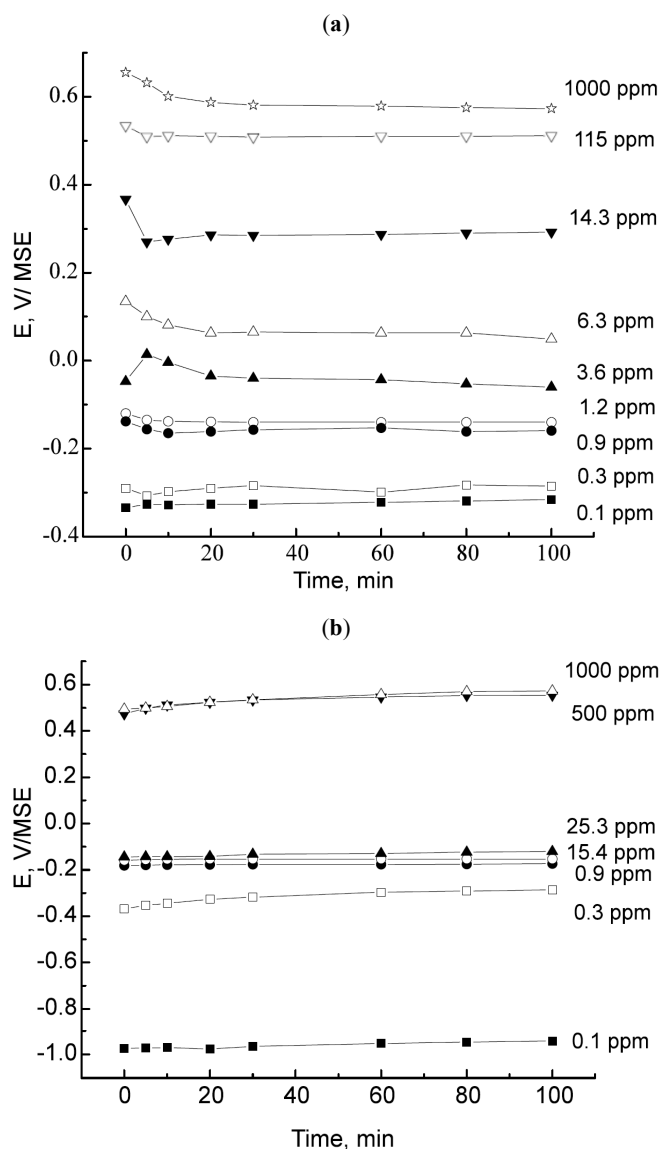 (a)
0.6
0.4
0.2
0.0
-0.2
-0.4
E, V/ MSE
1000 ppm
115 ppm
14.3 ppm
6.3 ppm
3.6 ppm
1.2 ppm
0.9 ppm
0.3 ppm
0.1 ppm
0 20 40 60 80 100
Time, min
(b)
0.6
0.4
0.2
0.0
-0.2
-0.4
-0.6
-0.8
-1.0
E, V/MSE
1000 ppm
500 ppm
25.3 ppm
15.4 ppm
0.9 ppm
0.3 ppm
0.1 ppm
0 20 40 60 80 100
Time, min